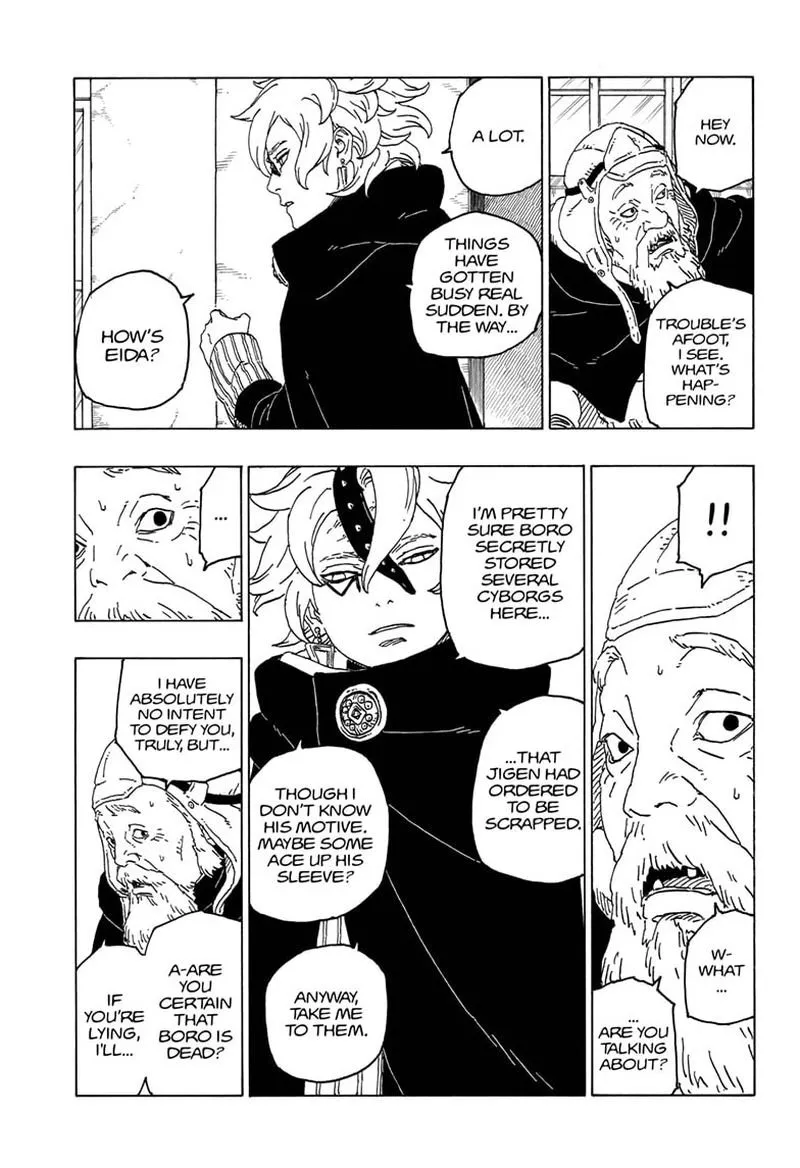 HEY
NOW.
TROUBLE'S
AFOOT,
I SEE.
WHAT'S
HAP-
PENING?
A LOT.
THINGS
HAVE
GOTTEN
BUSY REAL
SUDDEN. BY
THE WAY...
HOW'S
EIDA?
!!
W-
WHAT
...
...
ARE YOU
TALKING
ABOUT?
I'M PRETTY
SURE BORO
SECRETLY
STORED
SEVERAL
CYBORGS
HERE...
...THAT
JIGEN HAD
ORDERED
TO BE
SCRAPPED.
THOUGH I
DON'T KNOW
HIS MOTIVE.
MAYBE SOME
ACE UP HIS
SLEEVE?
ANYWAY,
TAKE ME
TO THEM.
...
I HAVE
ABSOLUTELY
NO INTENT
TO DEFY YOU,
TRULY, BUT...
A-ARE
YOU
CERTAIN
THAT
BORO IS
DEAD?
IF
YOU'RE
LYING,
I'LL...